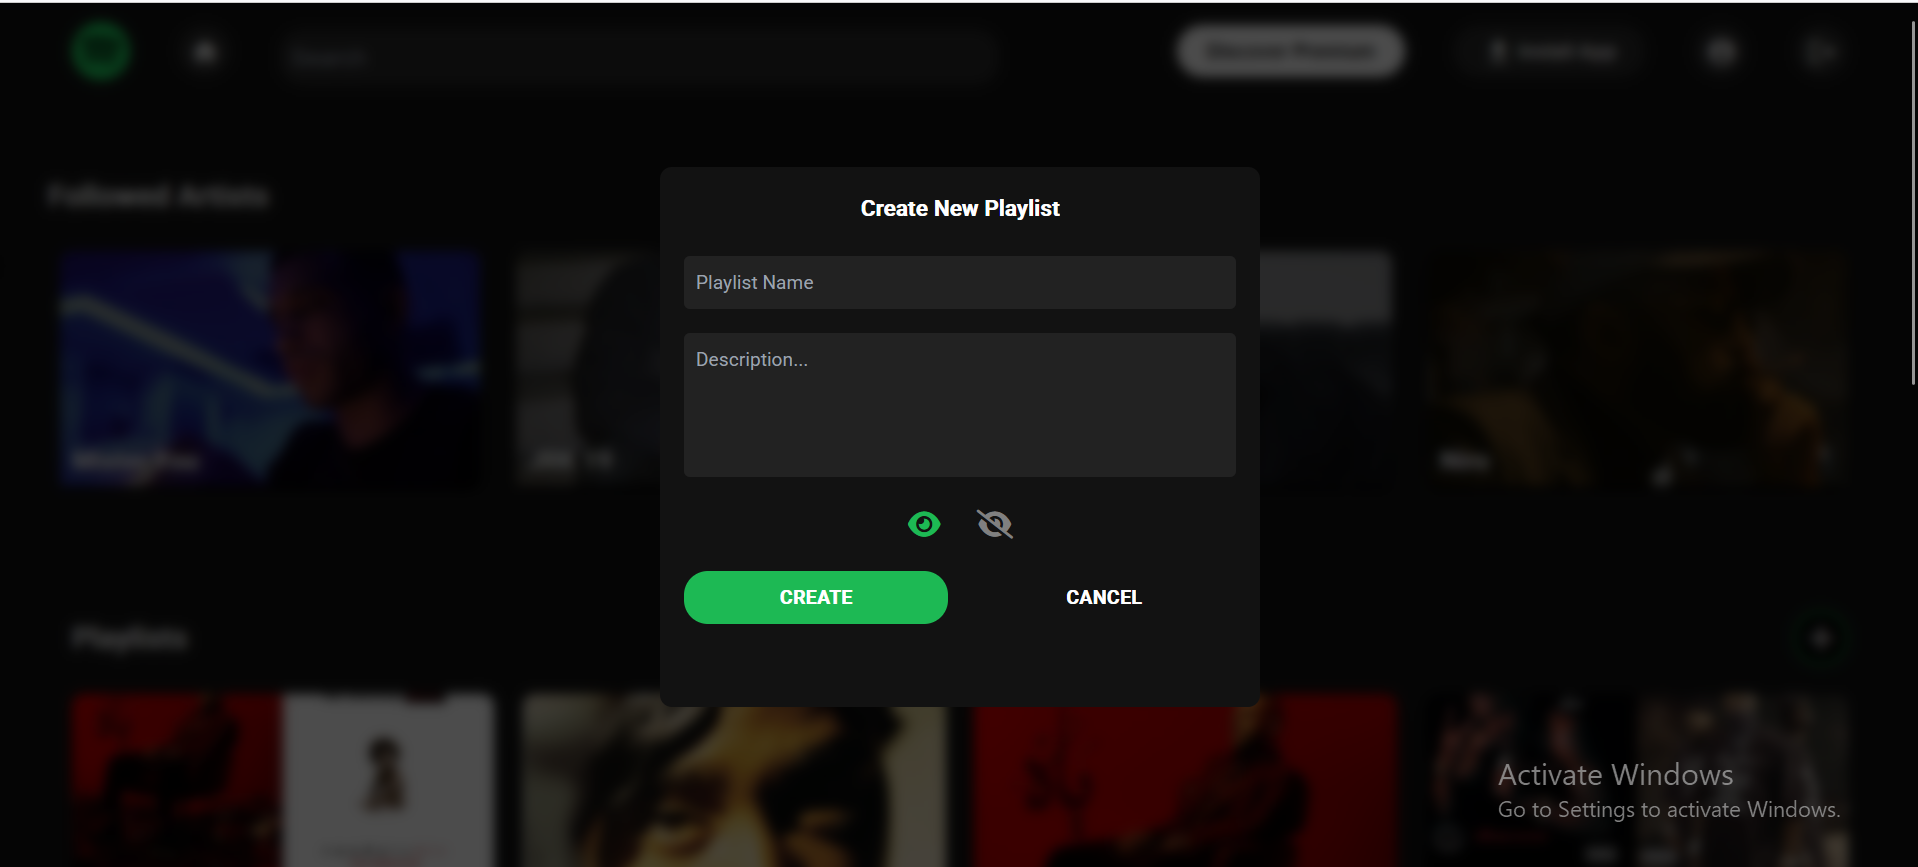 Search
Followed Artists
Create New Playlist
Playlist Name
Description...
CREATE
CANCEL
Playlists
Activate Windows
Go to Settings to activate Windows.